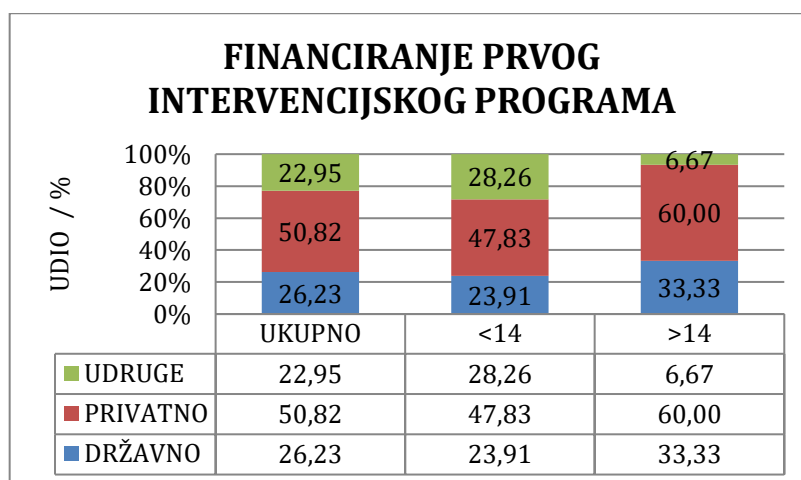 FINANCIRANJE PRVOG
INTERVENCIJSKOG PROGRAMA
UDIO / %
100%
80%
60%
40%
20%
0%
22,95 28,26 6,67
50,82 47,83 60,00
26,23 23,91 33,33
UKUPNO <14 >14
UDRUGE 22,95 28,26 6,67
PRIVATNO 50,82 47,83 60,00
DRŽAVNO 26,23 23,91 33,33